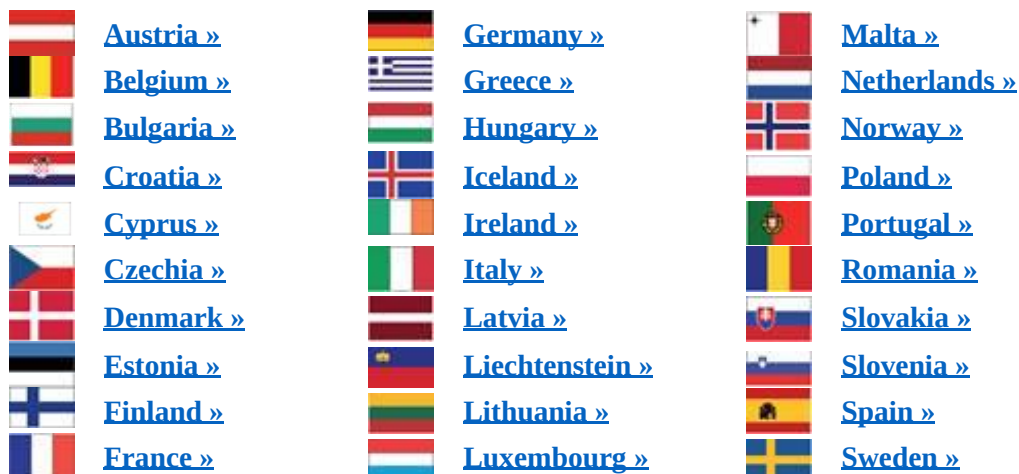 Austria »
Belgium »
Bulgaria »
Croatia »
Cyprus »
Czechia »
Denmark »
Estonia »
Finland »
France »
Germany »
Greece »
Hungary »
Iceland »
Ireland »
Italy »
Latvia »
Liechtenstein »
Lithuania »
Luxembourg »
Malta »
Netherlands »
Norway »
Poland »
Portugal »
Romania »
Slovakia »
Slovenia »
Spain »
Sweden »